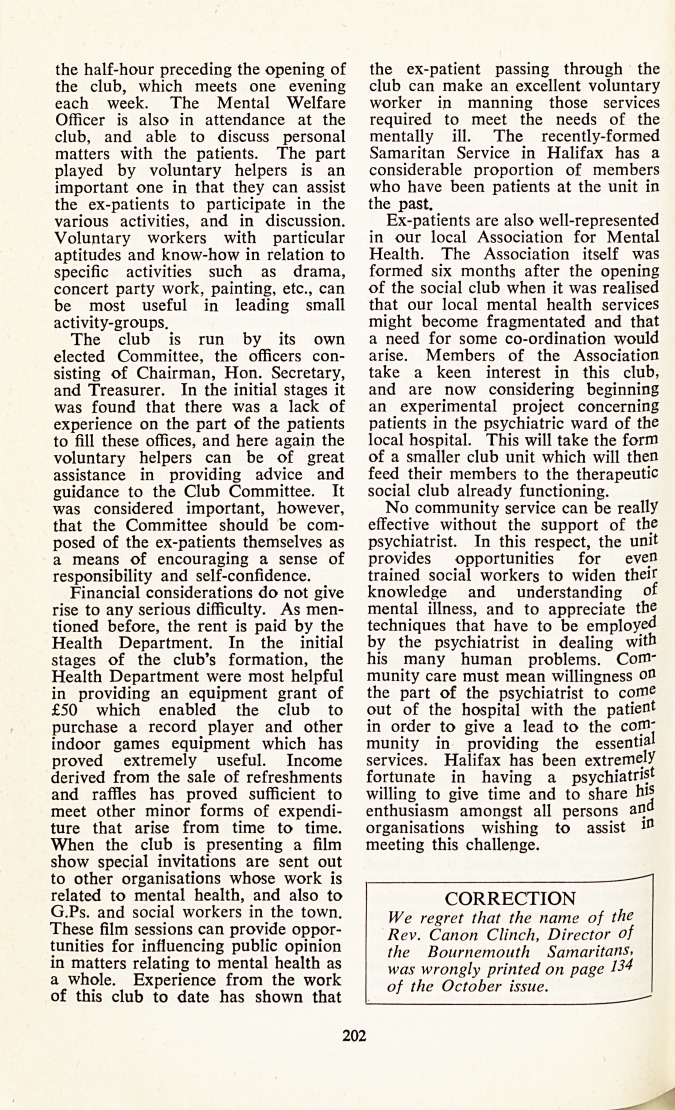 the half-hour preceding the opening of
the club, which meets one evening
each week. The Mental Welfare
Officer is also in attendance at the
club, and able to discuss personal
matters with the patients. The part
played by voluntary helpers is an
important one in that they can assist
the ex-patients to participate in the
various activities, and in discussion.
Voluntary workers with particular
aptitudes and know-how in relation to
specific activities such as drama,
concert party work, painting, etc., can
be most useful in leading small
activity-groups.
The club is run by its own
elected Committee, the officers con-
sisting of Chairman, Hon. Secretary,
and Treasurer. In the initial stages it
was found that there was a lack of
experience on the part of the patients
to fill these offices, and here again the
voluntary helpers can be of great
assistance in providing advice and
guidance to the Club Committee. It
was considered important, however,
that the Committee should be com-
posed of the ex-patients themselves as
a means of encouraging a sense of
responsibility and self-confidence.
Financial considerations do not give
rise to any serious difficulty. As men-
tioned before, the rent is paid by the
Health Department. In the initial
stages of the club's formation, the
Health Department were most helpful
in providing an equipment grant of
£50 which enabled the club to
purchase a record player and other
indoor games equipment which has
proved extremely useful. Income
derived from the sale of refreshments
and raffles has proved sufficient to
meet other minor forms of expendi-
ture that arise from time to time.
When the club is presenting a film
show special invitations are sent out
to other organisations whose work is
related to mental health, and also to
G.Ps. and social workers in the town.
These film sessions can provide oppor-
tunities for influencing public opinion
in matters relating to mental health as
a whole. Experience from the work
of this club to date has shown that
the ex-patient passing through the
club can make an excellent voluntary
worker in manning those services
required to meet the needs of the
mentally ill. The recently-formed
Samaritan Service in Halifax has a
considerable proportion of members
who have been patients at the unit in
the past.
Ex-patients are also well-represented
in our local Association for Mental
Health. The Association itself was
formed six months after the opening
of the social club when it was realised
that our local mental health services
might become fragmentated and that
a need for some co-ordination would
arise. Members of the Association
take a keen interest in this club,
and are now considering beginning
an experimental project concerning
patients in the psychiatric ward of the
local hospital. This will take the form
of a smaller club unit which will then
feed their members to the therapeutic
social club already functioning.
No community service can be really
effective without the support of the
psychiatrist. In this respect, the unit
provides opportunities for even
trained social workers to widen their
knowledge and understanding of
mental illness, and to appreciate the
techniques that have to be employed
by the psychiatrist in dealing with
his many human problems. Com-
munity care must mean willingness on
the part of the psychiatrist to come
out of the hospital with the patient
in order to give a lead to the com-
munity in providing the essential
services. Halifax has been extremely
fortunate in having a psychiatrist
willing to give time and to share his
enthusiasm amongst all persons and
organisations wishing to assist in
meeting this challenge.
CORRECTION
We regret that the name of the
Rev. Canon Clinch, Director of
the Bournemouth Samaritans,
was wrongly printed on page 134
of the October issue.
202